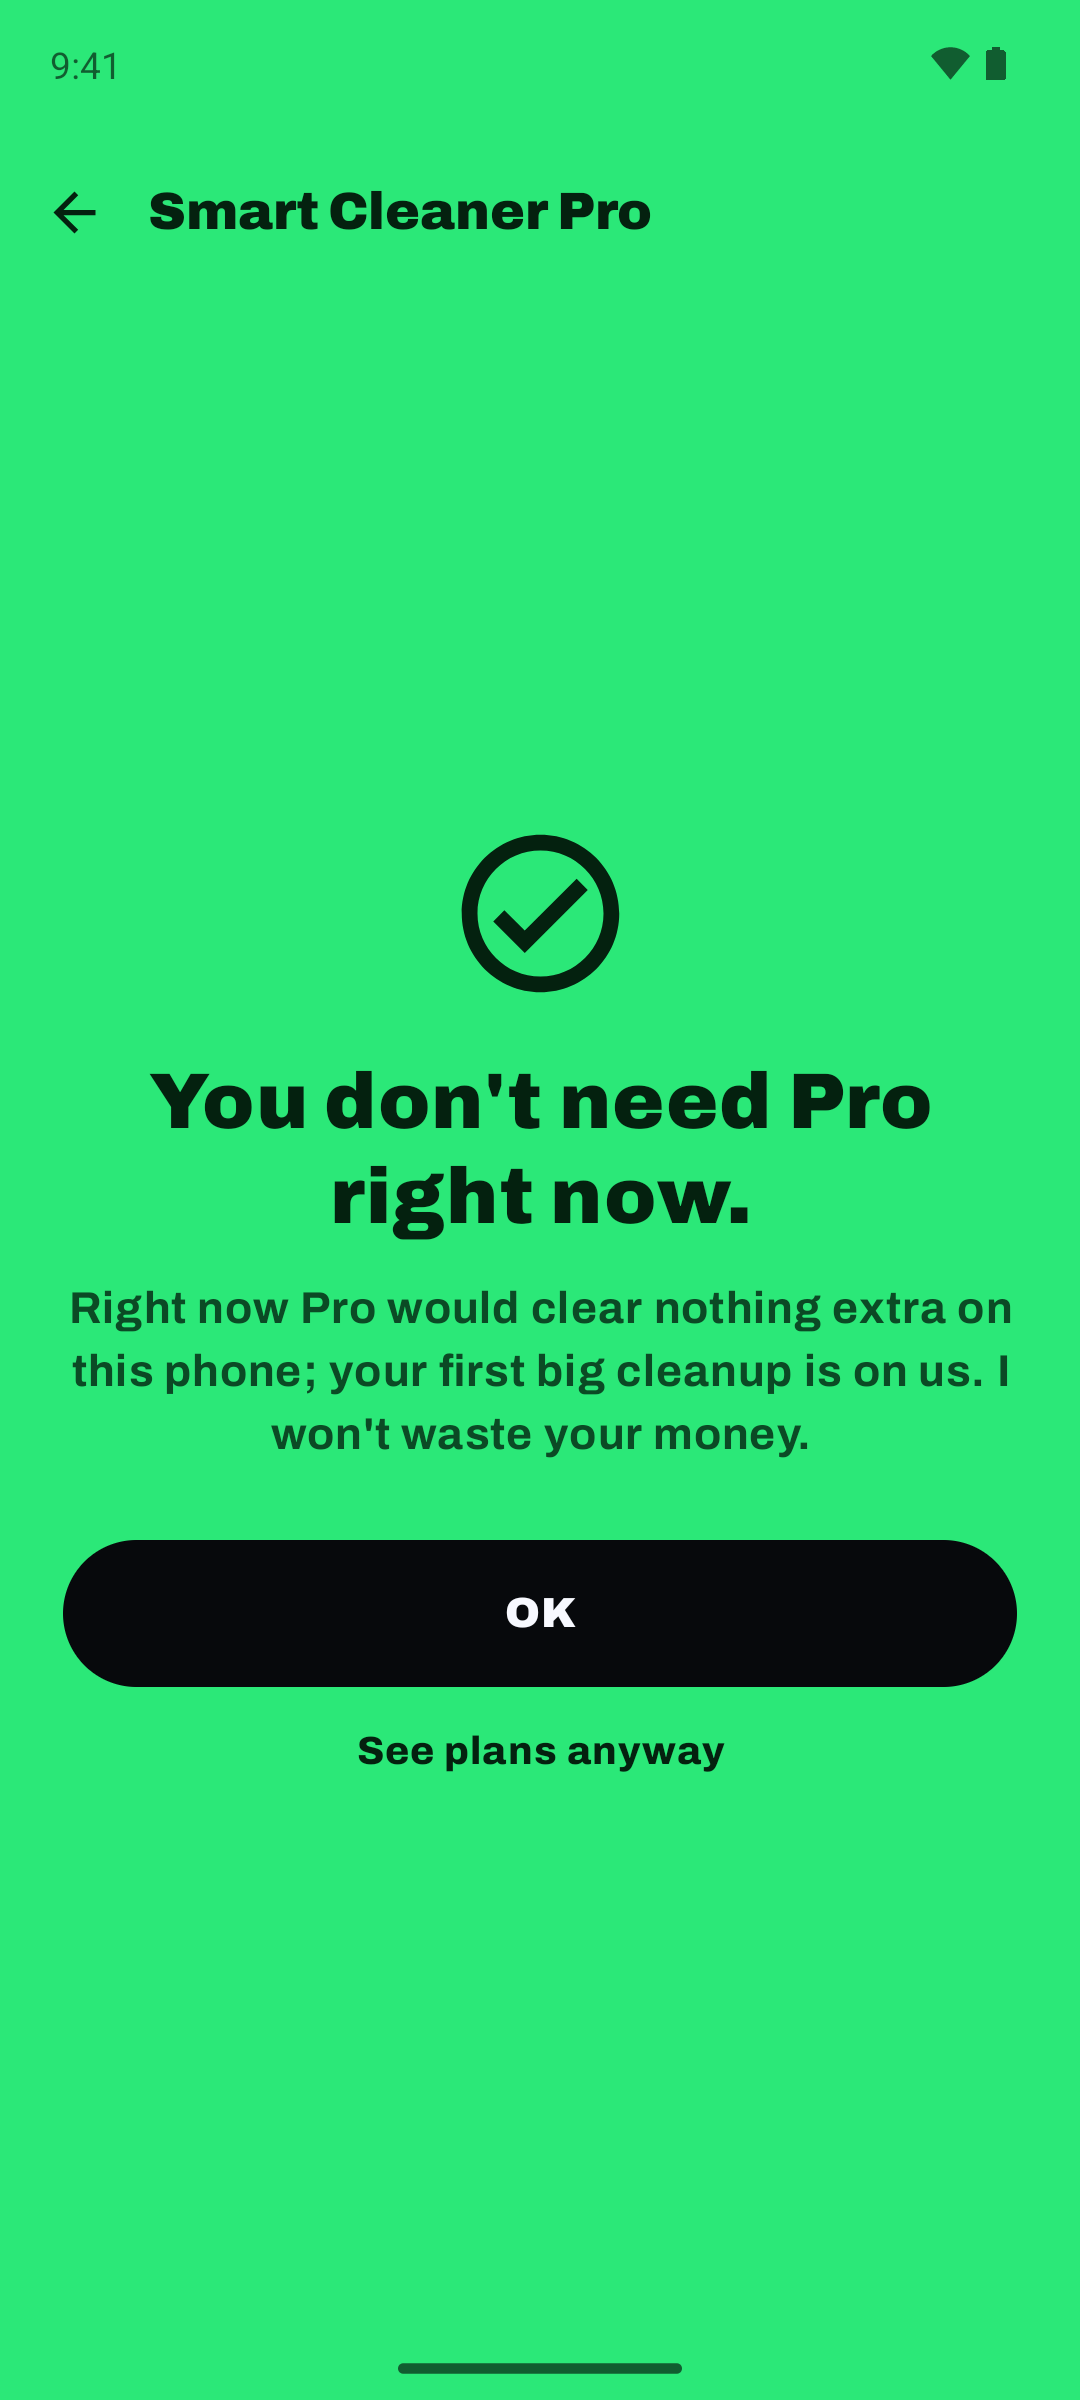 9:41
Smart Cleaner Pro
You don't need Pro
right now.
Right now Pro would clear nothing extra on
this phone; your first big cleanup is on us. I
won't waste your money.
OK
See plans anyway